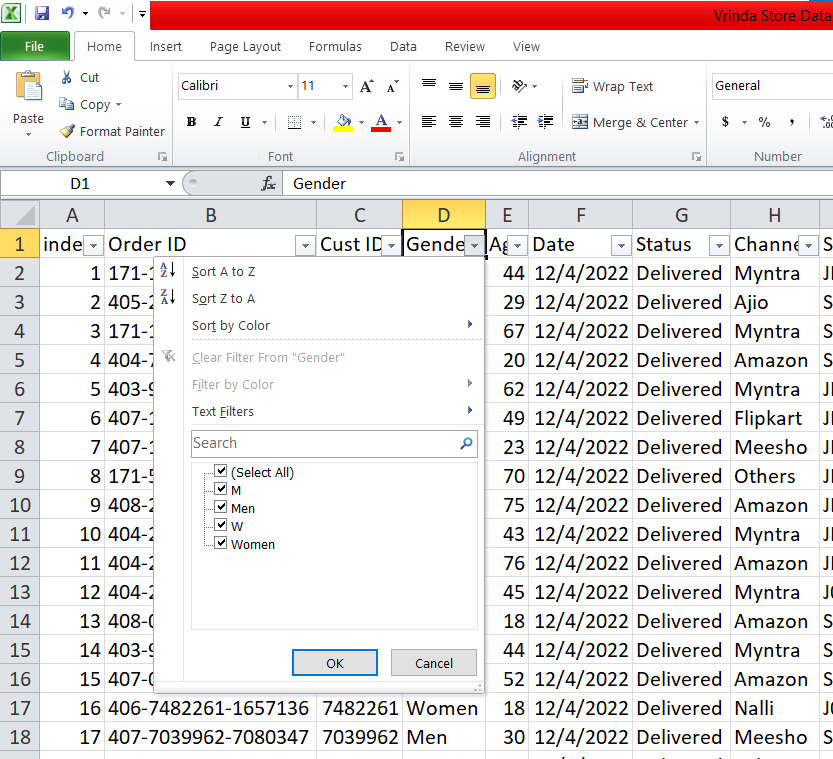 Vrinda Store Data
File Home Insert Page Layout Formulas Data Review View
Cut
Copy
Format Painter
Paste
Calibri 11 A A
B I U A
Wrap Text
Merge & Center
General
$ % ,
Clipboard Font Alignment Number
D1 fx Gender
A B C D E F G H
1 inde Order ID Cust ID Gende Ag Date Status Channe
Sort A to Z
Sort Z to A
Sort by Color
Clear Filter From "Gender"
Filter by Color
Text Filters
Search
(Select All)
M
Men
W
Women
OK Cancel
2 1 171-1 44 12/4/2022 Delivered Myntra
3 2 405-2 29 12/4/2022 Delivered Ajio
4 3 171-1 67 12/4/2022 Delivered Myntra
5 4 404-7 20 12/4/2022 Delivered Amazon
6 5 403-9 62 12/4/2022 Delivered Myntra
7 6 407-1 49 12/4/2022 Delivered Flipkart
8 7 407-1 23 12/4/2022 Delivered Meesho
9 8 171-5 70 12/4/2022 Delivered Others
10 9 408-2 75 12/4/2022 Delivered Amazon
11 10 404-2 43 12/4/2022 Delivered Myntra
12 11 404-2 76 12/4/2022 Delivered Amazon
13 12 404-2 45 12/4/2022 Delivered Myntra
14 13 408-0 18 12/4/2022 Delivered Amazon
15 14 403-9 44 12/4/2022 Delivered Myntra
16 15 407-0 52 12/4/2022 Delivered Amazon
17 16 406-7482261-1657136 7482261 Women 18 12/4/2022 Delivered Nalli
18 17 407-7039962-7080347 7039962 Men 30 12/4/2022 Delivered Meesho